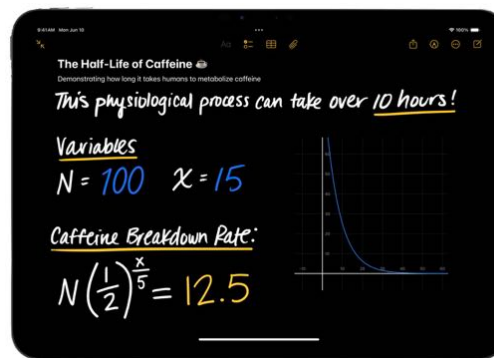 9:41 AM Mon Jun 10
100%
Aa
The Half-Life of Caffeine ☕
Demonstrating how long it takes humans to metabolize caffeine
This physiological process can take over 10 hours!
Variables
N = 100 x = 15
Caffeine Breakdown Rate:
N(1/2)^(x/5) = 12.5